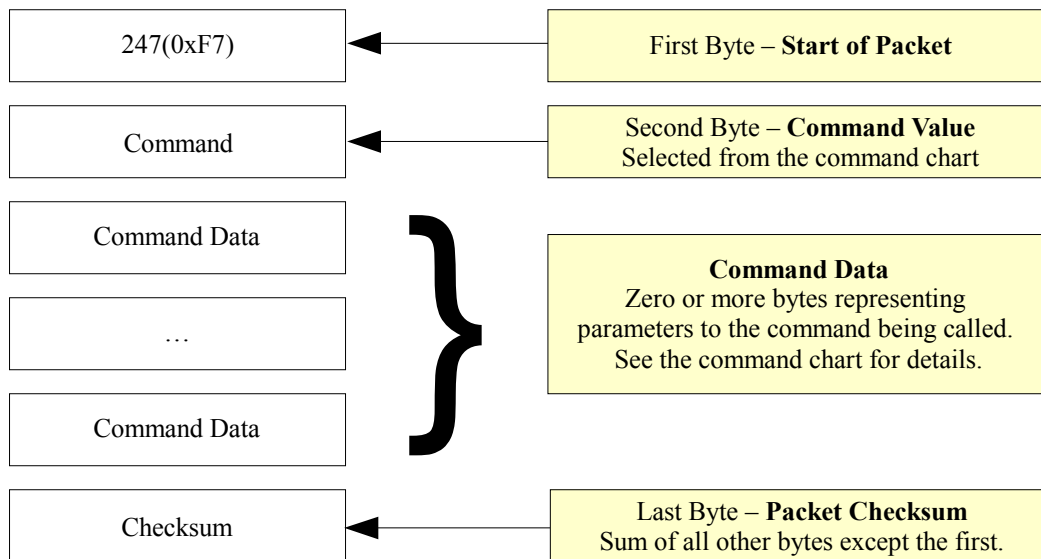 247(0xF7)
First Byte – Start of Packet
Command
Second Byte – Command Value
Selected from the command chart
Command Data
…
Command Data
Command Data
Zero or more bytes representing
parameters to the command being called.
See the command chart for details.
Checksum
Last Byte – Packet Checksum
Sum of all other bytes except the first.